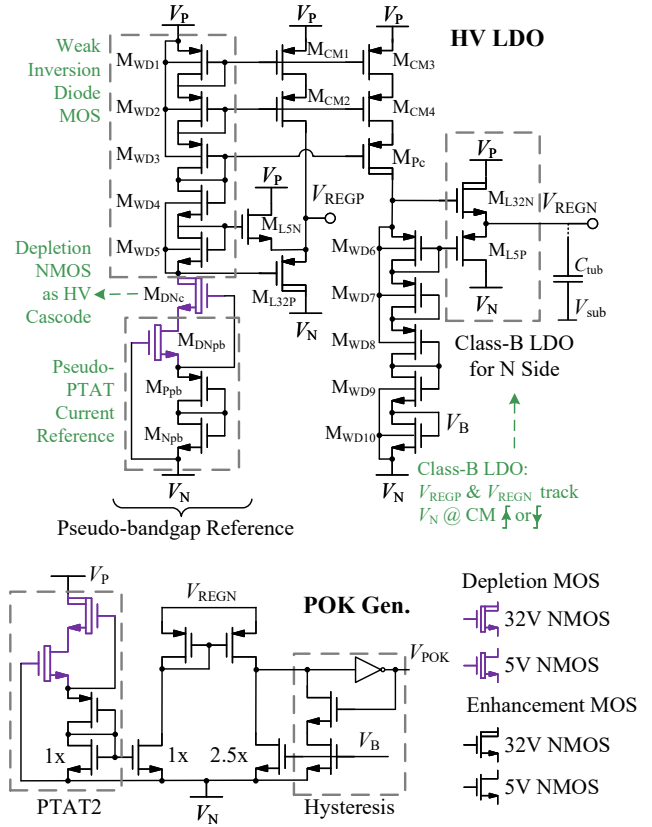 VP VP VP
HV LDO
Weak
Inversion
Diode
MOS
MWD1 MCM1 MCM3
MWD2 MCM2 MCM4
MWD3 MPc
VP VP
MWD4 VREGP ML32N VREGN
ML5N
MWD5 MWD6 ML5P
Depletion
NMOS
as HV
Cascode
MDNc ML32P MWD7 VN Ctub
VN Vsub
MDNpb MWD8
Class-B LDO
for N Side
Pseudo-
PTAT
Current
Reference
MPpb MWD9
MNpb VB
MWD10
VN VN
Class-B LDO:
VREGP & VREGN track
VN @ CM or
Pseudo-bandgap Reference
VP
VREGN
POK Gen.
Depletion MOS
32V NMOS
VPOK
5V NMOS
Enhancement MOS
1x 1x 2.5x VB
32V NMOS
5V NMOS
PTAT2 VN Hysteresis